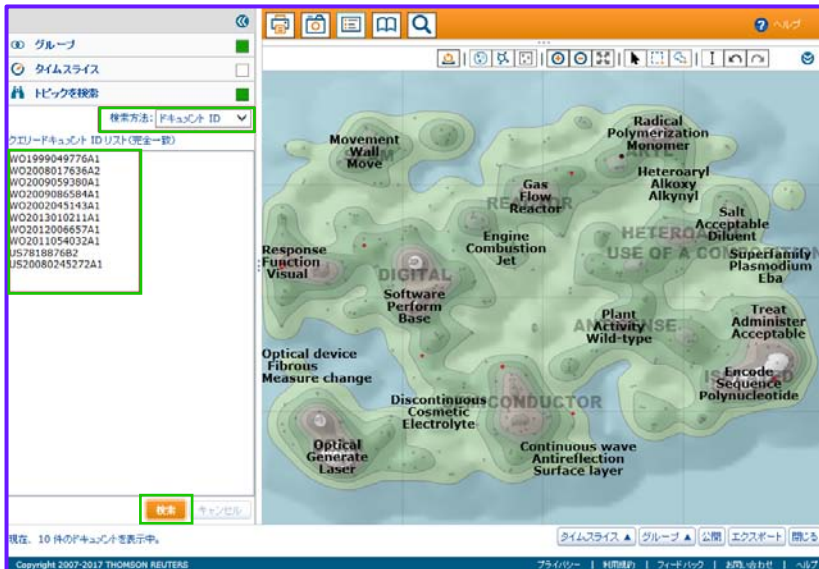 ヘルプ
グループ
タイムスライス
トピックを検索
検索方法: ドキュメント ID
クエリードキュメント ID リスト(完全一致)
WO1999049776A1
WO2008017636A2
WO2009059380A1
WO2009086584A1
WO2002045143A1
WO2013010211A1
WO2012006657A1
WO2011054032A1
US7818876B2
US20080245272A1
検索
キャンセル
Movement
Wall
Move
Radical
Polymerization
Monomer
Gas
Flow
Reactor
REACTOR
Heteroaryl
Alkoxy
Alkynyl
Salt
Acceptable
Diluent
Engine
Combustion
Jet
USE OF A COMPOSITION
Superfamily
Plasmodium
Eba
Response
Function
Visual
DIGITAL
Software
Perform
Base
Plant
Activity
Wild-type
Treat
Administer
Acceptable
Optical device
Fibrous
Measure change
Encode
Sequence
Polynucleotide
Discontinuous
Cosmetic
Electrolyte
Optical
Generate
Laser
Continuous wave
Antireflection
Surface layer
現在、10 件のドキュメントを表示中。
タイムスライス ▲ グループ ▲ 公開 エクスポート 閉じる
Copyright 2007-2017 THOMSON REUTERS
プライバシー | 利用規約 | フィードバック | お問い合わせ | ヘルプ